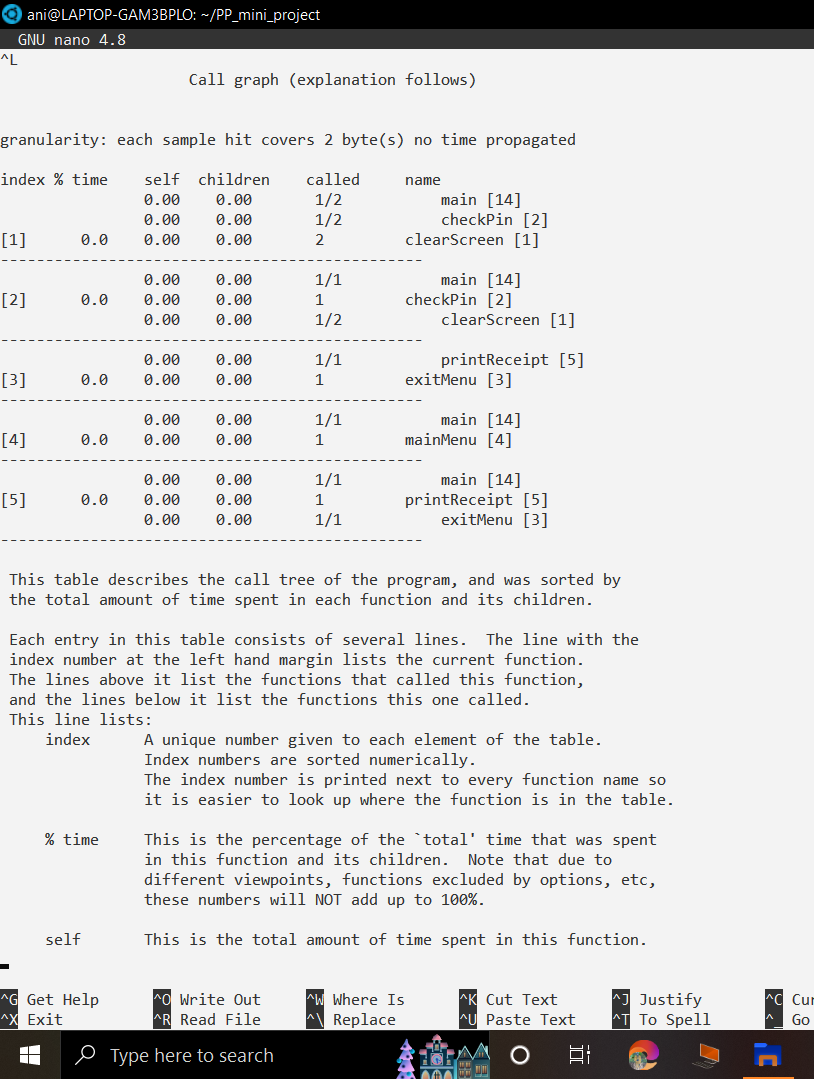 ani@LAPTOP-GAM3BPLO: ~/PP_mini_project
GNU nano 4.8
^L
Call graph (explanation follows)
granularity: each sample hit covers 2 byte(s) no time propagated
index % time    self  children    called     name
0.00    0.00       1/2           main [14]
0.00    0.00       1/2           checkPin [2]
[1]      0.0    0.00    0.00       2         clearScreen [1]
-----------------------------------------------
0.00    0.00       1/1           main [14]
[2]      0.0    0.00    0.00       1         checkPin [2]
0.00    0.00       1/2           clearScreen [1]
-----------------------------------------------
0.00    0.00       1/1           printReceipt [5]
[3]      0.0    0.00    0.00       1         exitMenu [3]
-----------------------------------------------
0.00    0.00       1/1           main [14]
[4]      0.0    0.00    0.00       1         mainMenu [4]
-----------------------------------------------
0.00    0.00       1/1           main [14]
[5]      0.0    0.00    0.00       1         printReceipt [5]
0.00    0.00       1/1           exitMenu [3]
-----------------------------------------------
This table describes the call tree of the program, and was sorted by
the total amount of time spent in each function and its children.
Each entry in this table consists of several lines.  The line with the
index number at the left hand margin lists the current function.
The lines above it list the functions that called this function,
and the lines below it list the functions this one called.
This line lists:
index      A unique number given to each element of the table.
Index numbers are sorted numerically.
The index number is printed next to every function name so
it is easier to look up where the function is in the table.
% time     This is the percentage of the `total' time that was spent
in this function and its children.  Note that due to
different viewpoints, functions excluded by options, etc,
these numbers will NOT add up to 100%.
self       This is the total amount of time spent in this function.
^G Get Help      ^O Write Out     ^W Where Is      ^K Cut Text      ^J Justify       ^C Cur
^X Exit          ^R Read File     ^\ Replace       ^U Paste Text    ^T To Spell      ^_ Go
Type here to search